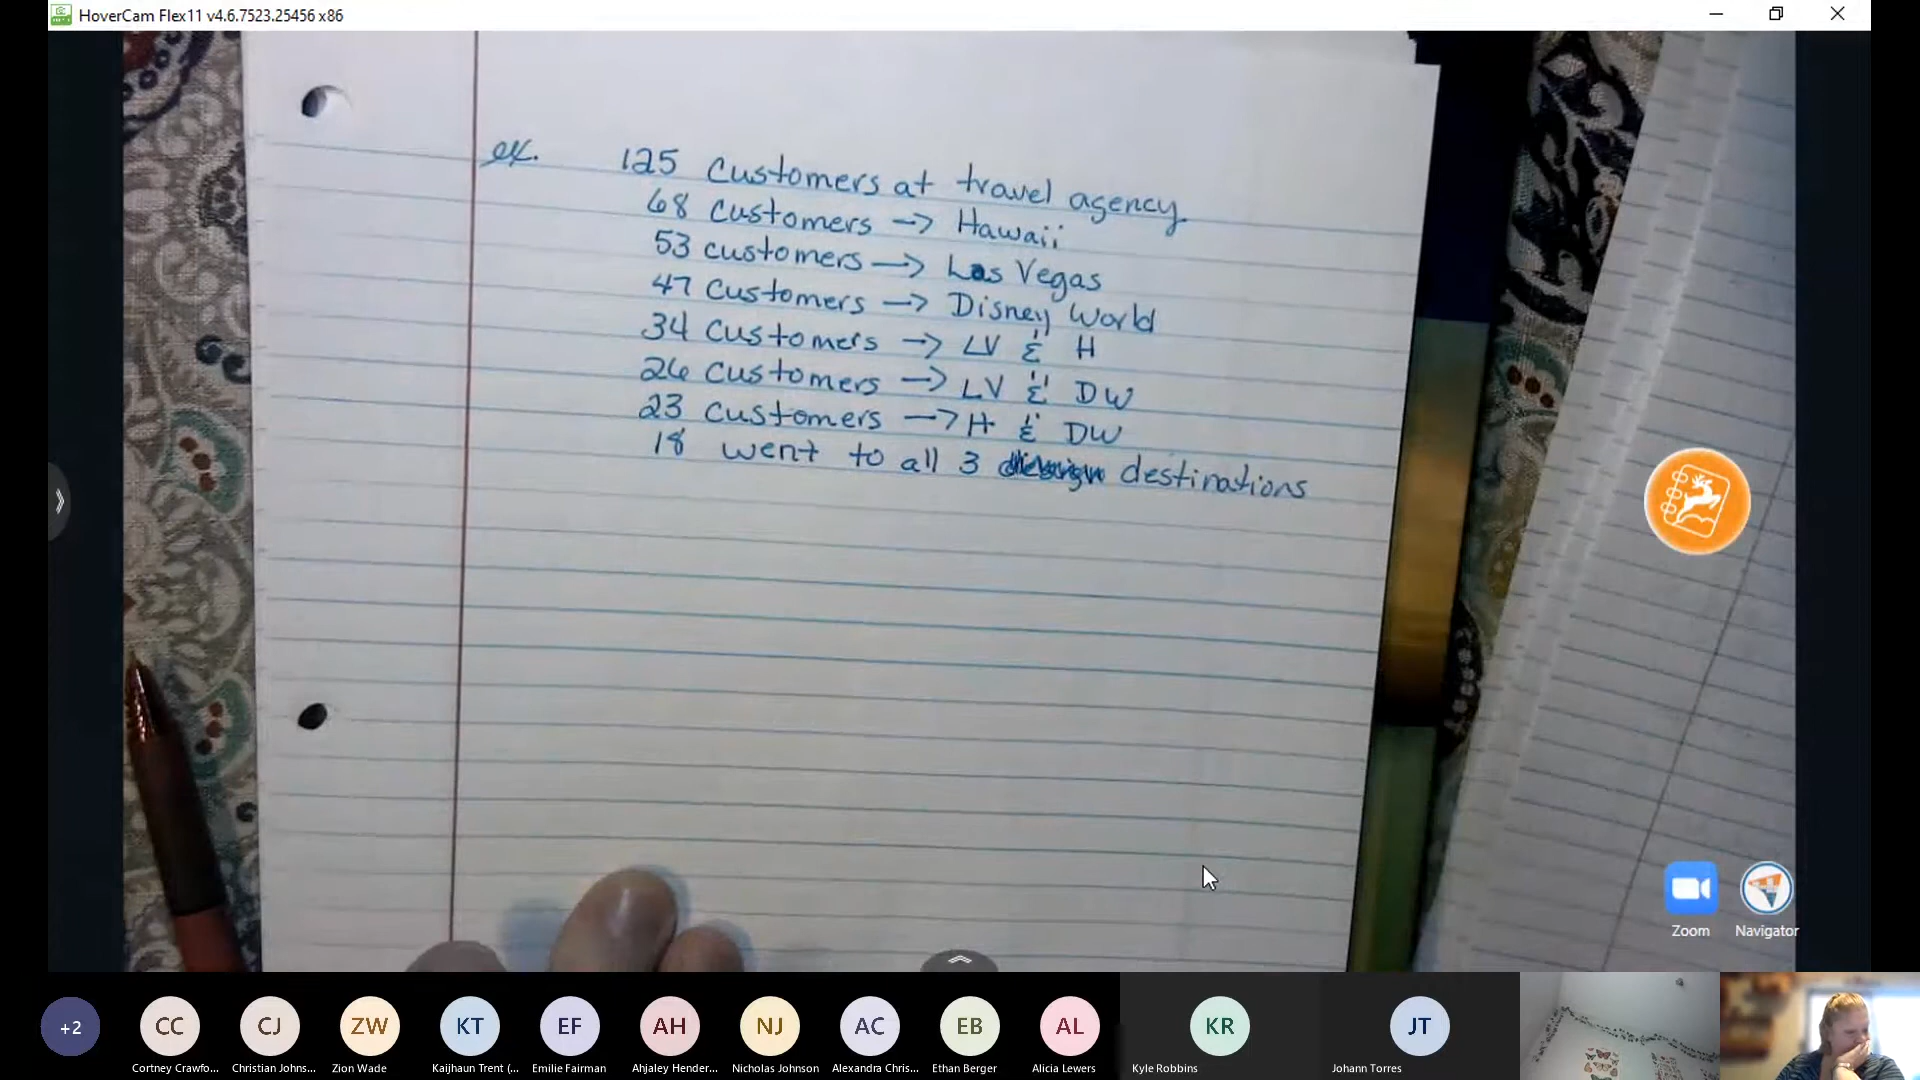 HoverCam Flex11 v4.6.7523.25456 x86
ex. 125 customers at travel agency
68 customers → Hawaii
53 customers → Las Vegas
47 customers → Disney World
34 customers → LV & H
26 customers → LV & DW
23 customers → H & DW
18 went to all 3 destinations
Zoom Navigator
+2 CC CJ ZW KT EF AH NJ AC EB AL KR JT
Cortney Crawfo... Christian Johns... Zion Wade Kaijhaun Trent (... Emilie Fairman Ahjaley Hender... Nicholas Johnson Alexandra Chris... Ethan Berger Alicia Lewers Kyle Robbins Johann Torres